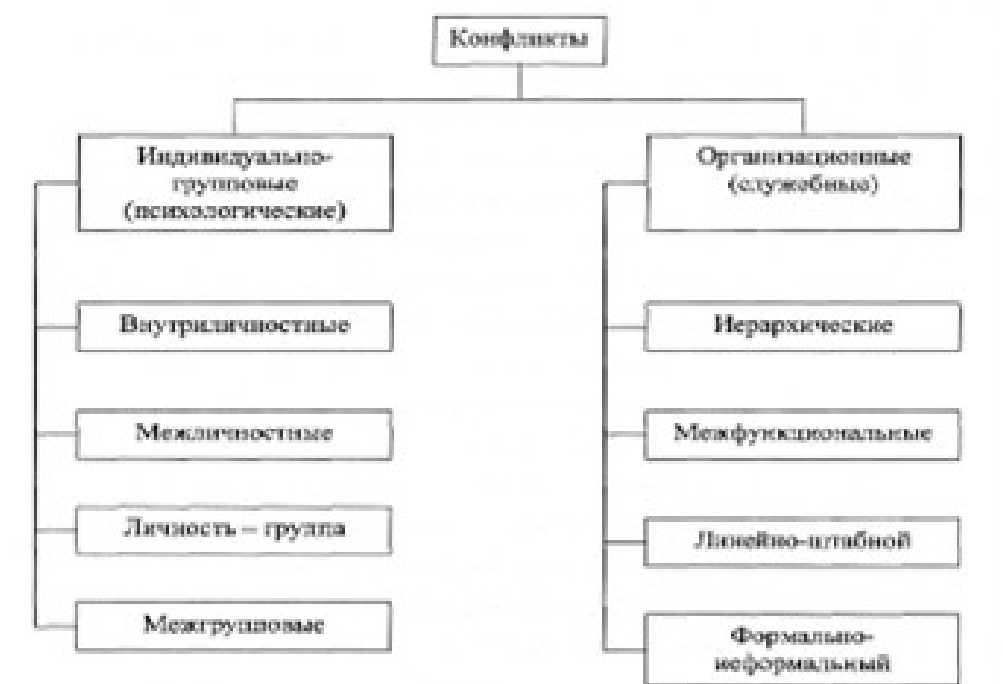 Конфликты
Индивидуально-
групповые
(психологические)
Организационные
(служебные)
Внутриличностные
Иерархические
Межличностные
Межфункциональные
Личность – группа
Линейно-штабной
Межгрупповые
Формально-
неформальный